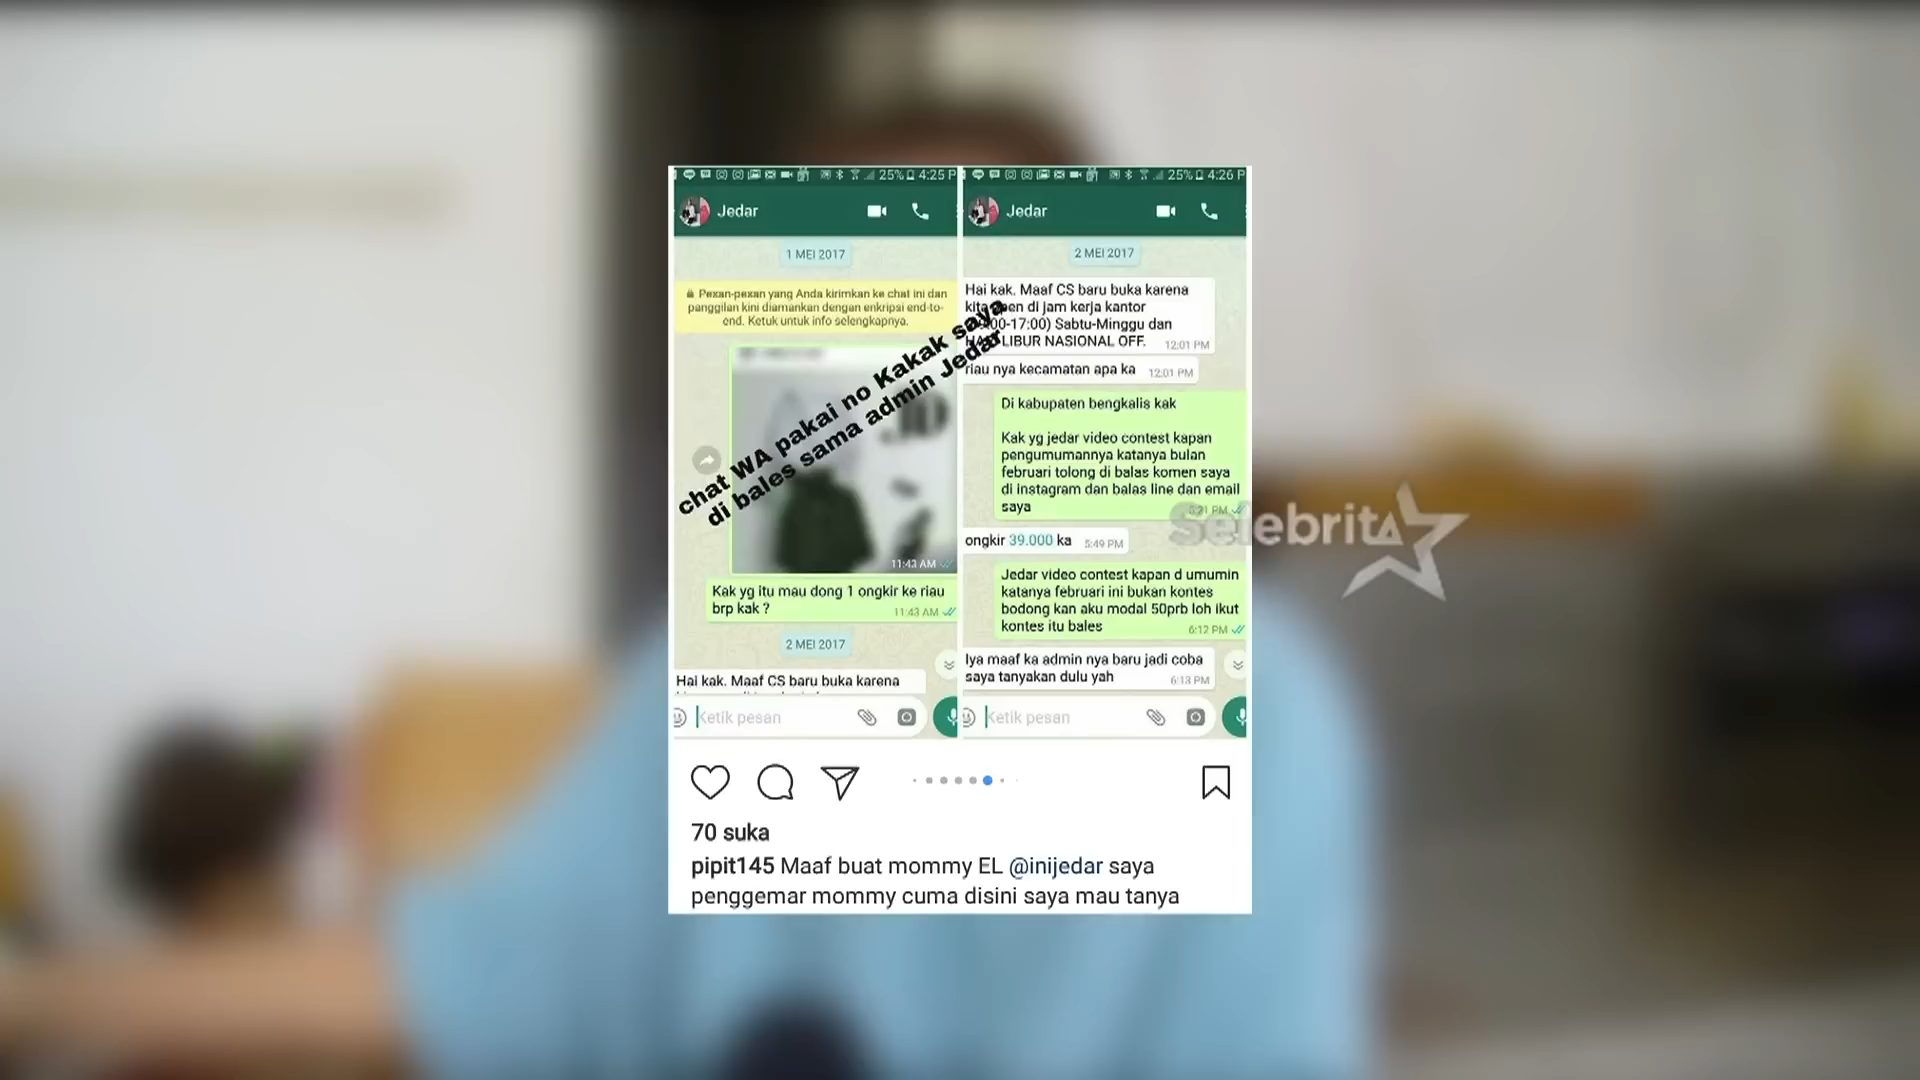 25% 4:25 P
Jedar
1 MEI 2017
Pesan-pesan yang Anda kirimkan ke chat ini dan
panggilan kini diamankan dengan enkripsi end-to-
end. Ketuk untuk info selengkapnya.
chat WA pakai no Kakak saya
di bales sama admin Jedar
JD
11:43 AM
Kak yg itu mau dong 1 ongkir ke riau
brp kak ?
11:43 AM
2 MEI 2017
Hai kak. Maaf CS baru buka karena
Ketik pesan
25% 4:26 P
Jedar
2 MEI 2017
Hai kak. Maaf CS baru buka karena
kita open di jam kerja kantor
00-17:00) Sabtu-Minggu dan
LIBUR NASIONAL OFF.
12:01 PM
riau nya kecamatan apa ka
12:01 PM
Di kabupaten bengkalis kak
Kak yg jedar video contest kapan
pengumumannya katanya bulan
februari tolong di balas komen saya
di instagram dan balas line dan email
saya
5:21 PM
ongkir 39.000 ka
5:49 PM
Jedar video contest kapan d umumin
katanya februari ini bukan kontes
bodong kan aku modal 50prb loh ikut
kontes itu bales
6:12 PM
Iya maaf ka admin nya baru jadi coba
saya tanyakan dulu yah
6:13 PM
Ketik pesan
Selebrita
70 suka
pipit145 Maaf buat mommy EL @inijedar saya
penggemar mommy cuma disini saya mau tanya